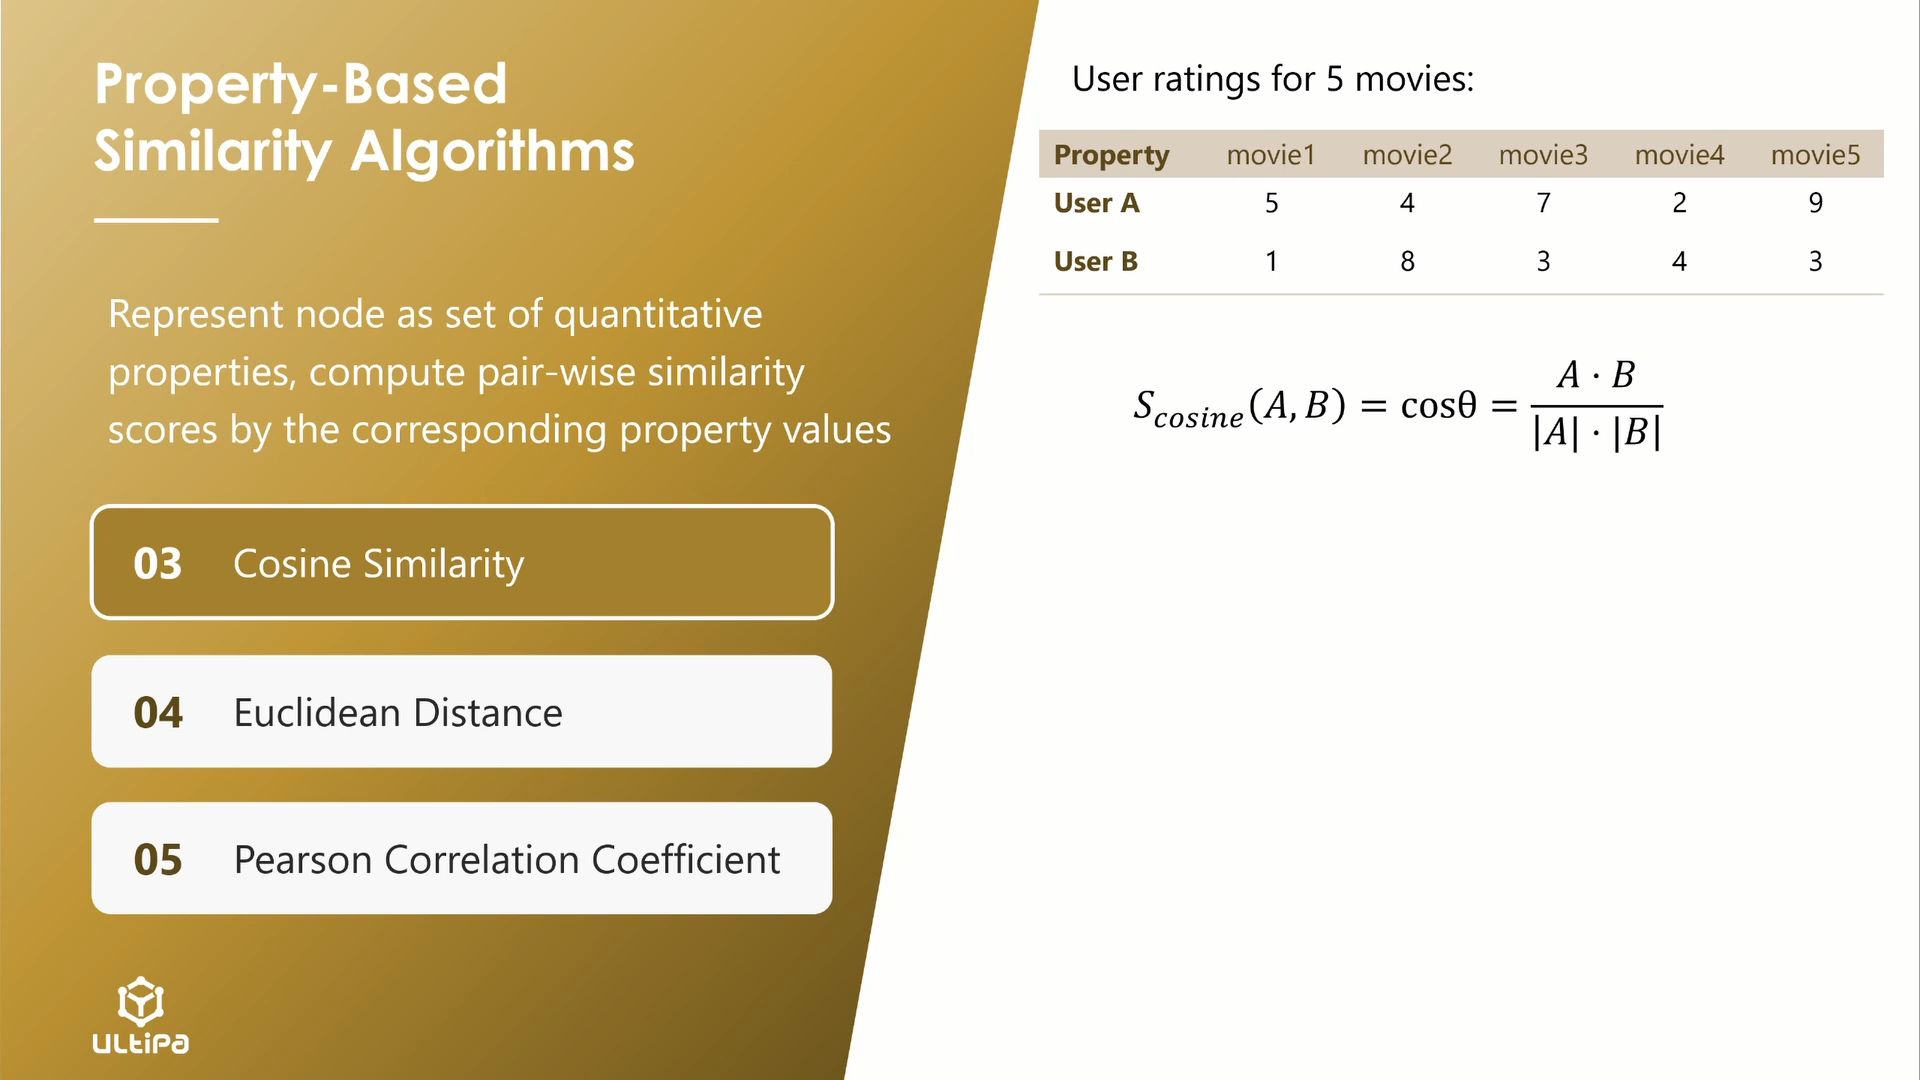 Property-Based
Similarity Algorithms
Represent node as set of quantitative
properties, compute pair-wise similarity
scores by the corresponding property values
03 Cosine Similarity
04 Euclidean Distance
05 Pearson Correlation Coefficient
ULtiPa
User ratings for 5 movies:
Property movie1 movie2 movie3 movie4 movie5
User A 5 4 7 2 9
User B 1 8 3 4 3
S_cosine(A, B) = cosθ = (A · B) / (|A| · |B|)